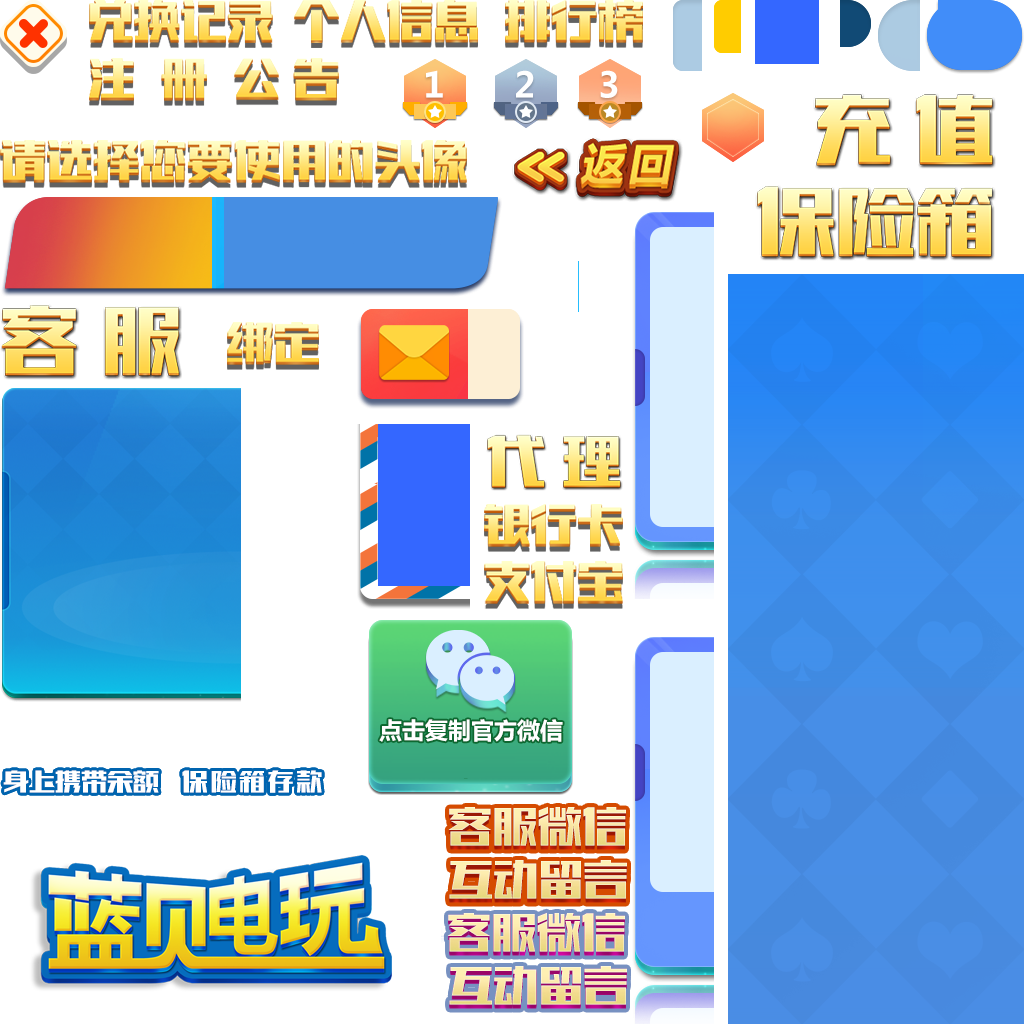 兑换记录 个人信息 排行榜
注 册 公 告
1 2 3
充 值
请选择您要使用的头像
返回
保险箱
客 服
绑定
代 理
银行卡
支付宝
点击复制官方微信
身上携带余额 保险箱存款
客服微信
互动留言
蓝贝电玩
客服微信
互动留言